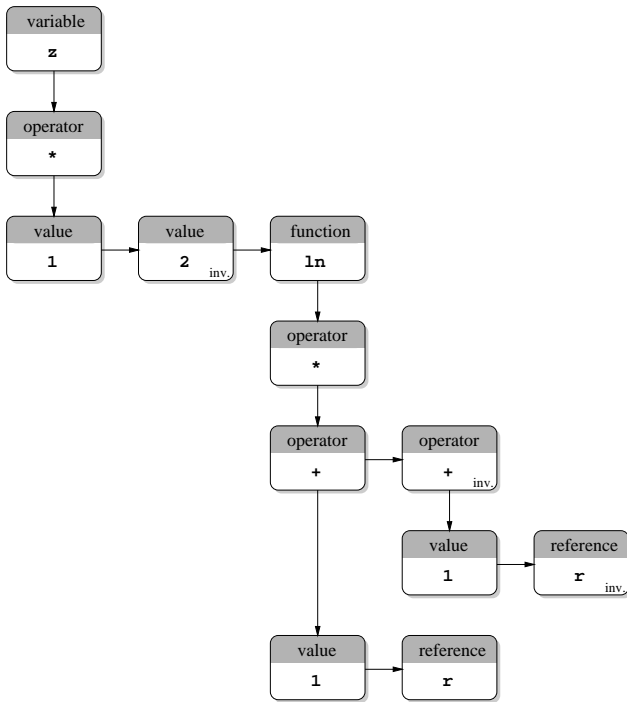 variable
z
operator
*
value
1
value
2
inv.
function
ln
operator
*
operator
+
operator
+
inv.
value
1
reference
r
inv.
value
1
reference
r